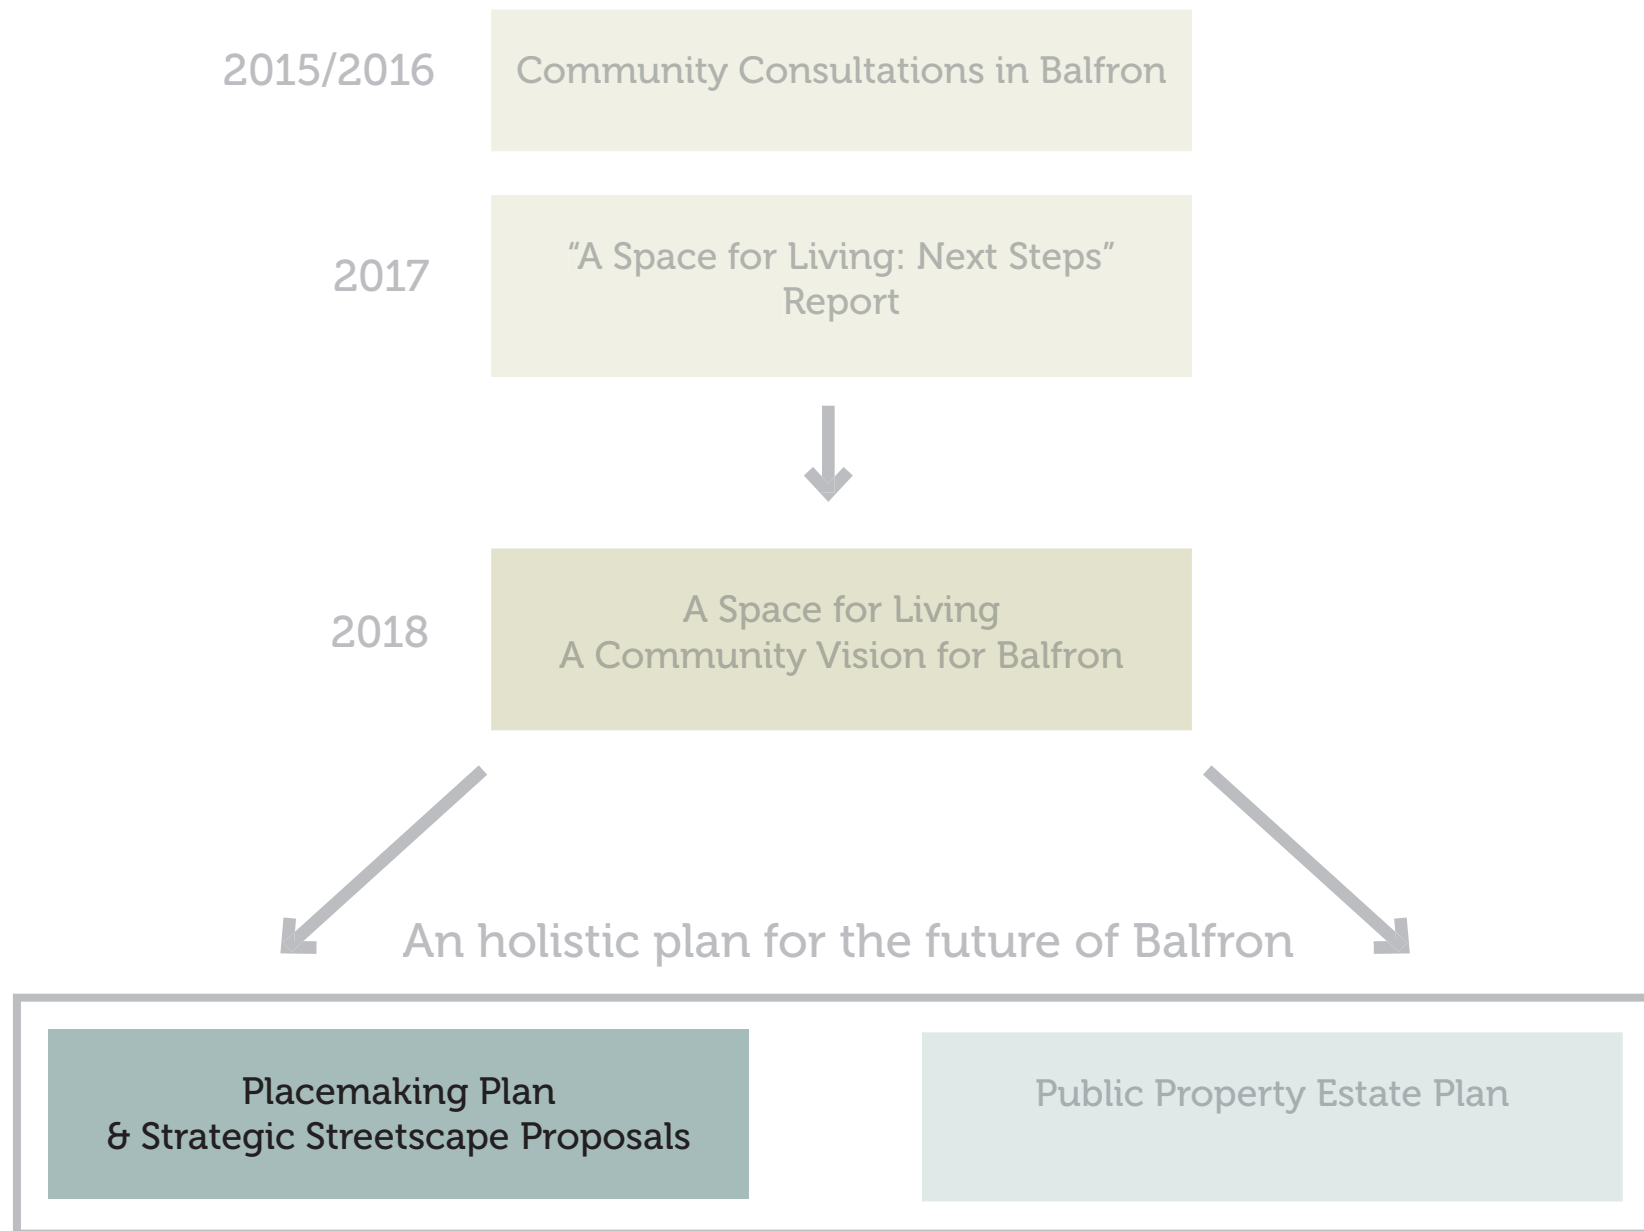 2015/2016
Community Consultations in Balfron
2017
“A Space for Living: Next Steps”
Report
2018
A Space for Living
A Community Vision for Balfron
An holistic plan for the future of Balfron
Placemaking Plan
& Strategic Streetscape Proposals
Public Property Estate Plan